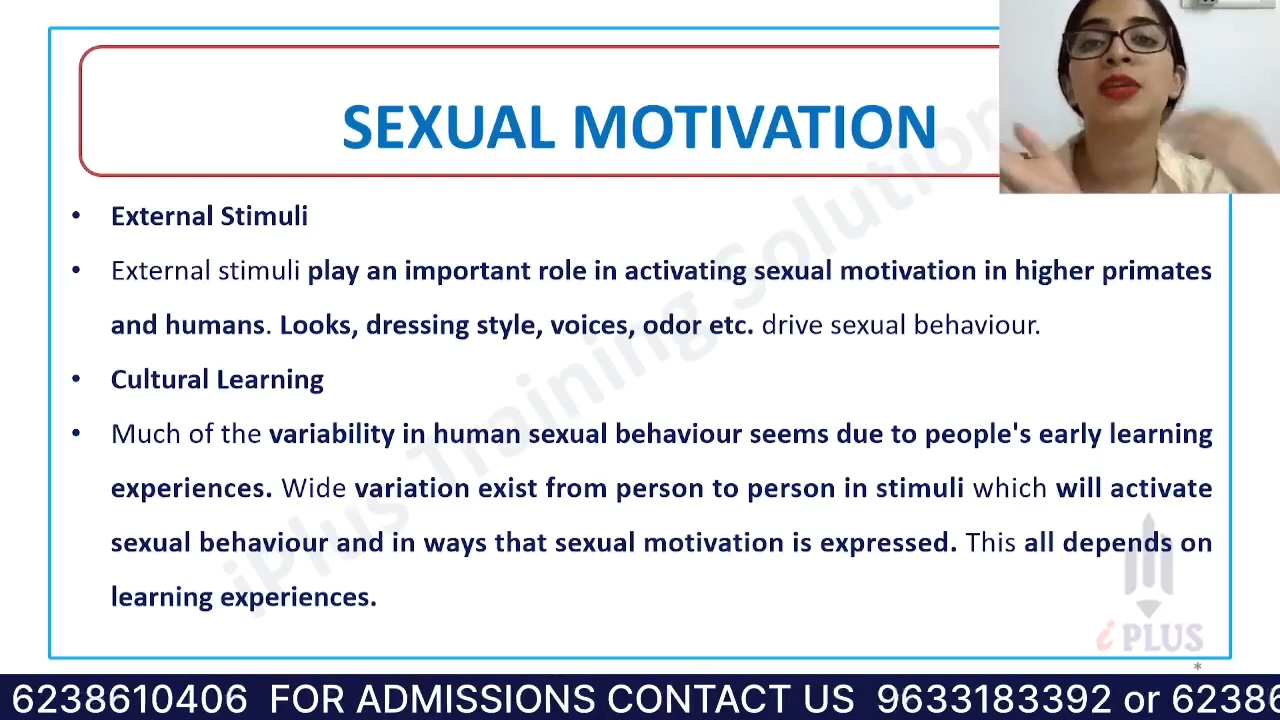 SEXUAL MOTIVATION
• External Stimuli
• External stimuli play an important role in activating sexual motivation in higher primates
and humans. Looks, dressing style, voices, odor etc. drive sexual behaviour.
• Cultural Learning
• Much of the variability in human sexual behaviour seems due to people's early learning
experiences. Wide variation exist from person to person in stimuli which will activate
sexual behaviour and in ways that sexual motivation is expressed. This all depends on
learning experiences.
iPlus Training Solution
iPLUS
*
6238610406 FOR ADMISSIONS CONTACT US 9633183392 or 62386